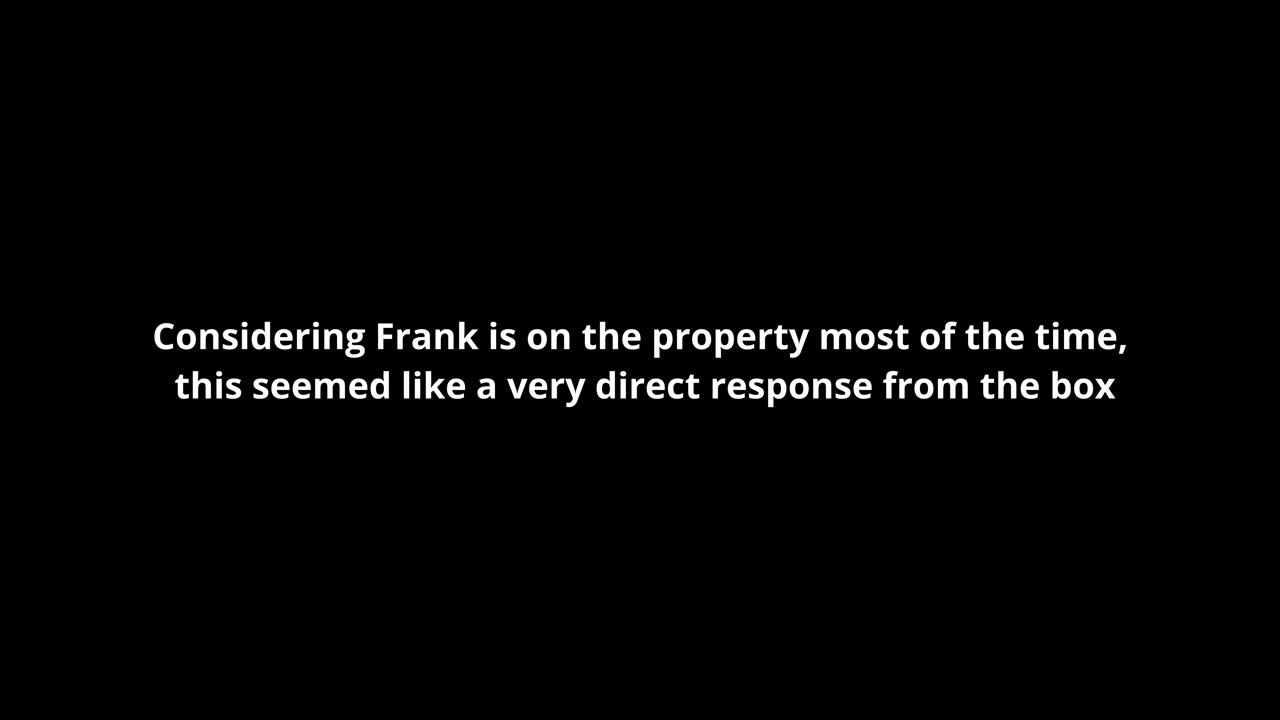 Considering Frank is on the property most of the time,
this seemed like a very direct response from the box